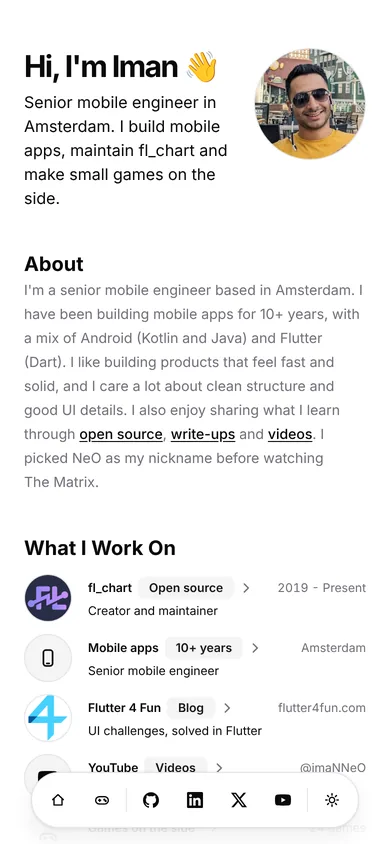 Hi, I'm Iman 👋
Senior mobile engineer in
Amsterdam. I build mobile
apps, maintain fl_chart and
make small games on the
side.
About
I'm a senior mobile engineer based in Amsterdam. I
have been building mobile apps for 10+ years, with
a mix of Android (Kotlin and Java) and Flutter
(Dart). I like building products that feel fast and
solid, and I care a lot about clean structure and
good UI details. I also enjoy sharing what I learn
through open source, write-ups and videos. I
picked NeO as my nickname before watching
The Matrix.
What I Work On
fl_chart Open source 2019 - Present
Creator and maintainer
Mobile apps 10+ years Amsterdam
Senior mobile engineer
Flutter 4 Fun Blog flutter4fun.com
UI challenges, solved in Flutter
YouTube Videos @imaNNeO
Games on the side